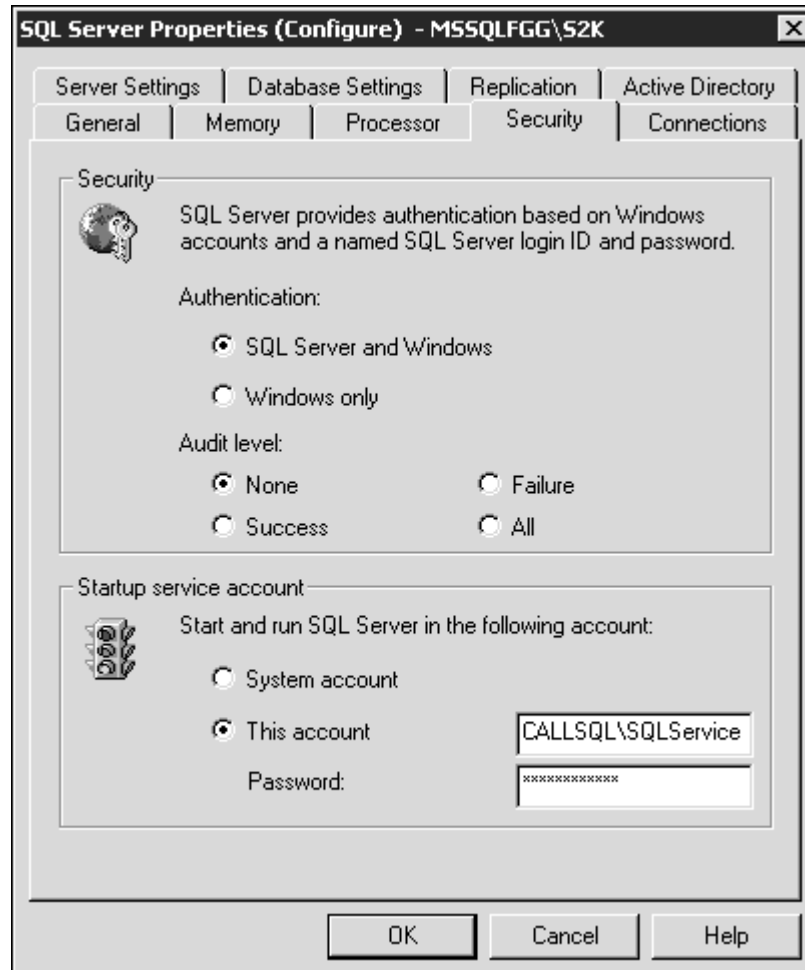 SQL Server Properties (Configure) - MSSQLFGG\S2K
Server Settings
Database Settings
Replication
Active Directory
General
Memory
Processor
Security
Connections
Security
SQL Server provides authentication based on Windows
accounts and a named SQL Server login ID and password.
Authentication:
SQL Server and Windows
Windows only
Audit level:
None
Failure
Success
All
Startup service account
Start and run SQL Server in the following account:
System account
This account
CALLSQL\SQLService
Password:
************
OK
Cancel
Help